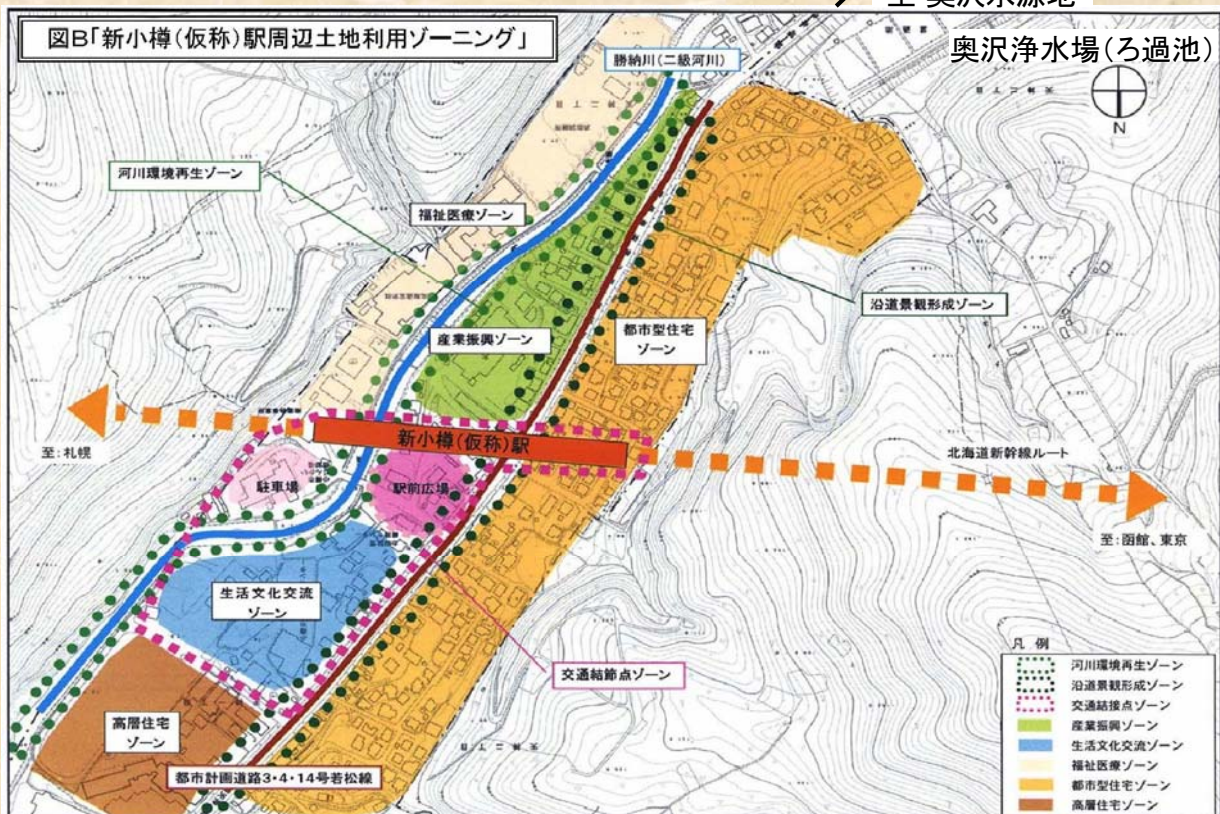 至 奥沢水源地
図B「新小樽(仮称)駅周辺土地利用ゾーニング」
奥沢浄水場(ろ過池)
勝納川(二級河川)
N
河川環境再生ゾーン
福祉医療ゾーン
沿道景観形成ゾーン
都市型住宅
ゾーン
産業振興ゾーン
新小樽(仮称)駅
至:札幌
北海道新幹線ルート
駐車場
駅前広場
至:函館、東京
生活文化交流
ゾーン
交通結節点ゾーン
高層住宅
ゾーン
都市計画道路3・4・14号若松線
凡 例
河川環境再生ゾーン
沿道景観形成ゾーン
交通結接点ゾーン
産業振興ゾーン
生活文化交流ゾーン
福祉医療ゾーン
都市型住宅ゾーン
高層住宅ゾーン